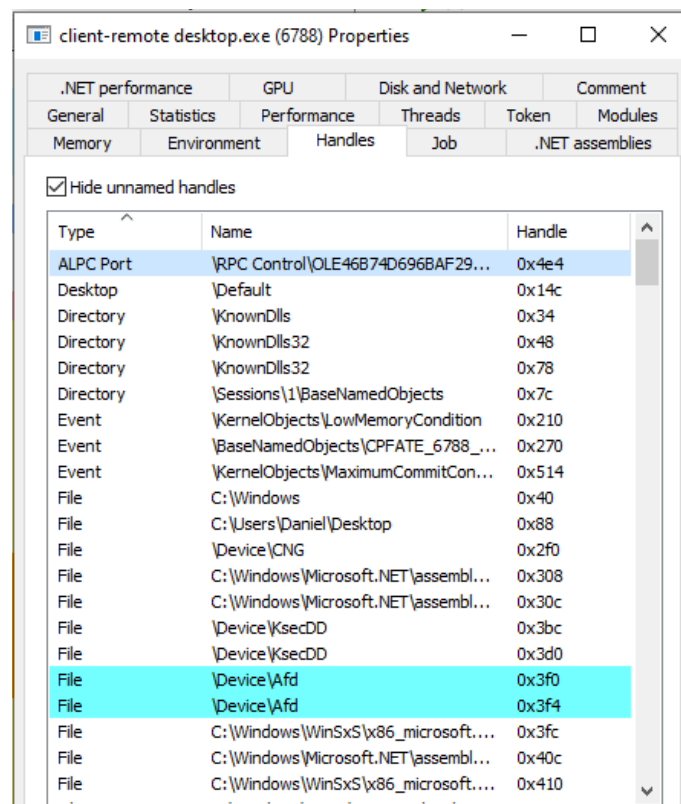 client-remote desktop.exe (6788) Properties
.NET performance GPU Disk and Network Comment
General Statistics Performance Threads Token Modules
Memory Environment Handles Job .NET assemblies
Hide unnamed handles
Type Name Handle
ALPC Port \RPC Control\OLE46B74D696BAF29... 0x4e4
Desktop \Default 0x14c
Directory \KnownDlls 0x34
Directory \KnownDlls32 0x48
Directory \KnownDlls32 0x78
Directory \Sessions\1\BaseNamedObjects 0x7c
Event \KernelObjects\LowMemoryCondition 0x210
Event \BaseNamedObjects\CPFATE_6788_... 0x270
Event \KernelObjects\MaximumCommitCon... 0x514
File C:\Windows 0x40
File C:\Users\Daniel\Desktop 0x88
File \Device\CNG 0x2f0
File C:\Windows\Microsoft.NET\assembl... 0x308
File C:\Windows\Microsoft.NET\assembl... 0x30c
File \Device\KsecDD 0x3bc
File \Device\KsecDD 0x3d0
File \Device\Afd 0x3f0
File \Device\Afd 0x3f4
File C:\Windows\WinSxS\x86_microsoft.... 0x3fc
File C:\Windows\Microsoft.NET\assembl... 0x40c
File C:\Windows\WinSxS\x86_microsoft.... 0x410